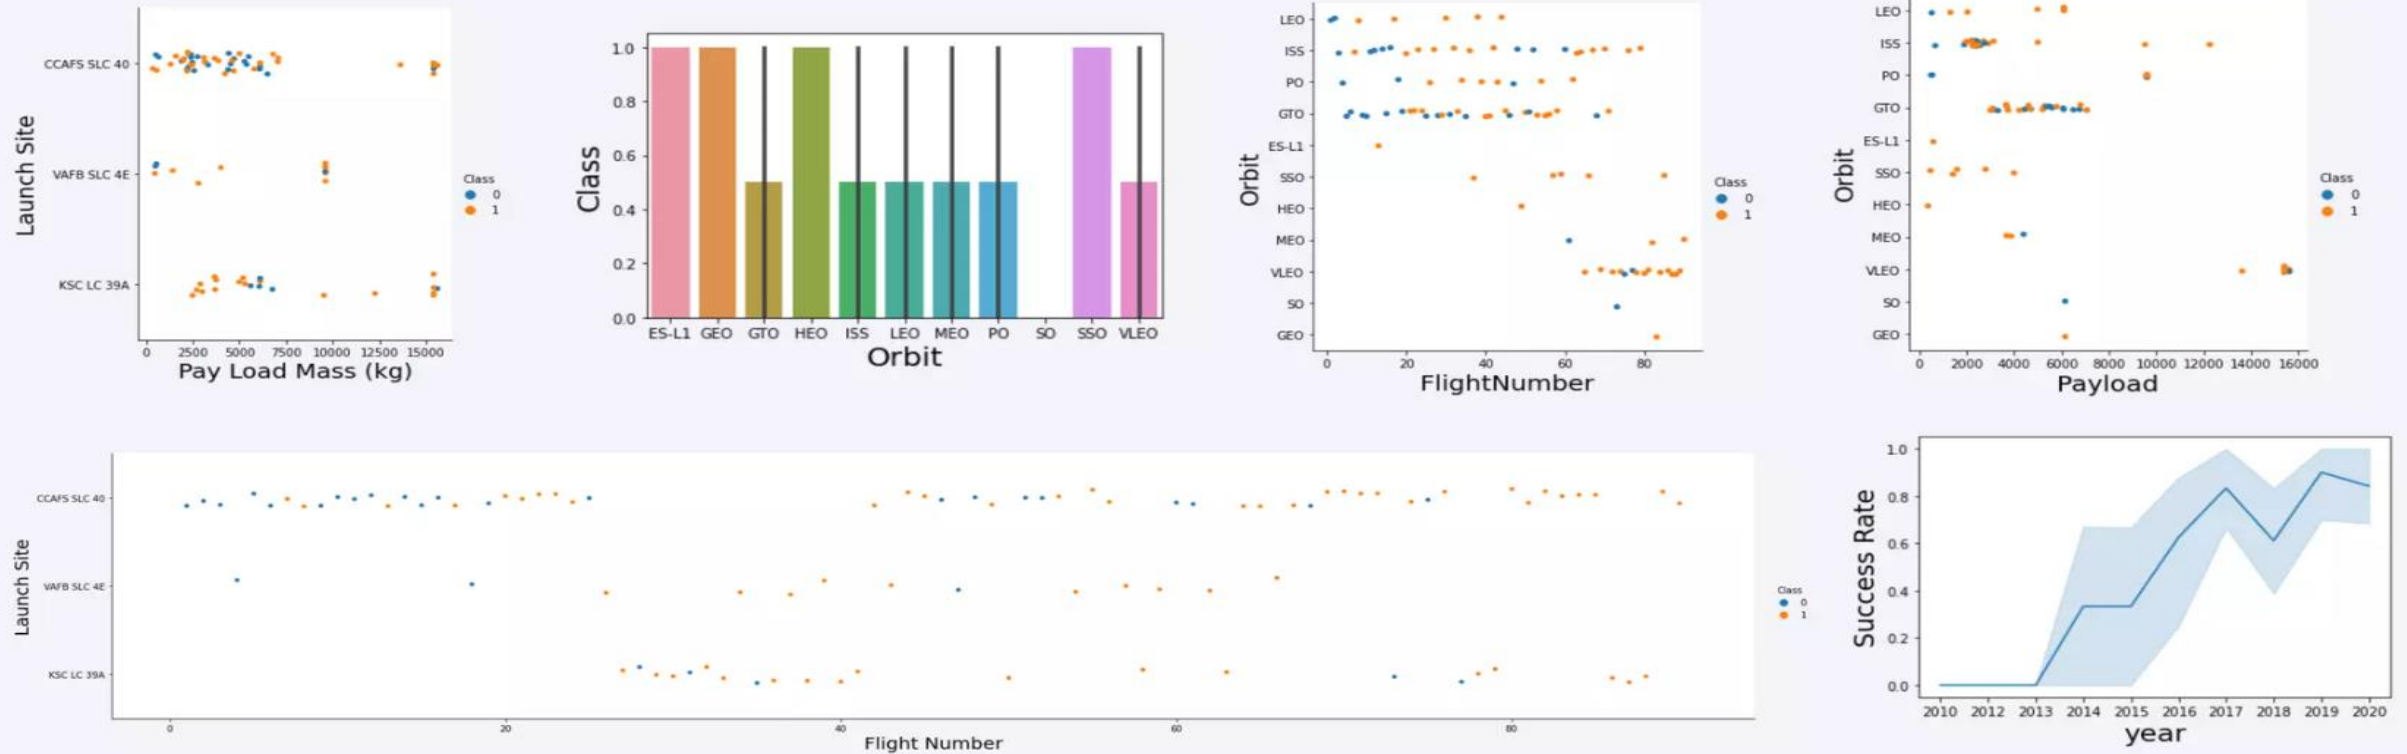 Launch Site
CCAFS SLC 40
VAFB SLC 4E
KSC LC 39A
0 2500 5000 7500 10000 12500 15000
Pay Load Mass (kg)
Class
0
1
Class
1.0
0.8
0.6
0.4
0.2
0.0
ES-L1 GEO GTO HEO ISS LEO MEO PO SO SSO VLEO
Orbit
Orbit
LEO
ISS
PO
GTO
ES-L1
SSO
HEO
MEO
VLEO
SO
GEO
0 20 40 60 80
FlightNumber
Class
0
1
Orbit
LEO
ISS
PO
GTO
ES-L1
SSO
HEO
MEO
VLEO
SO
GEO
0 2000 4000 6000 8000 10000 12000 14000 16000
Payload
Class
0
1
Launch Site
CCAFS SLC 40
VAFB SLC 4E
KSC LC 39A
0 20 40 60 80
Flight Number
Class
0
1
Success Rate
1.0
0.8
0.6
0.4
0.2
0.0
2010 2012 2013 2014 2015 2016 2017 2018 2019 2020
year